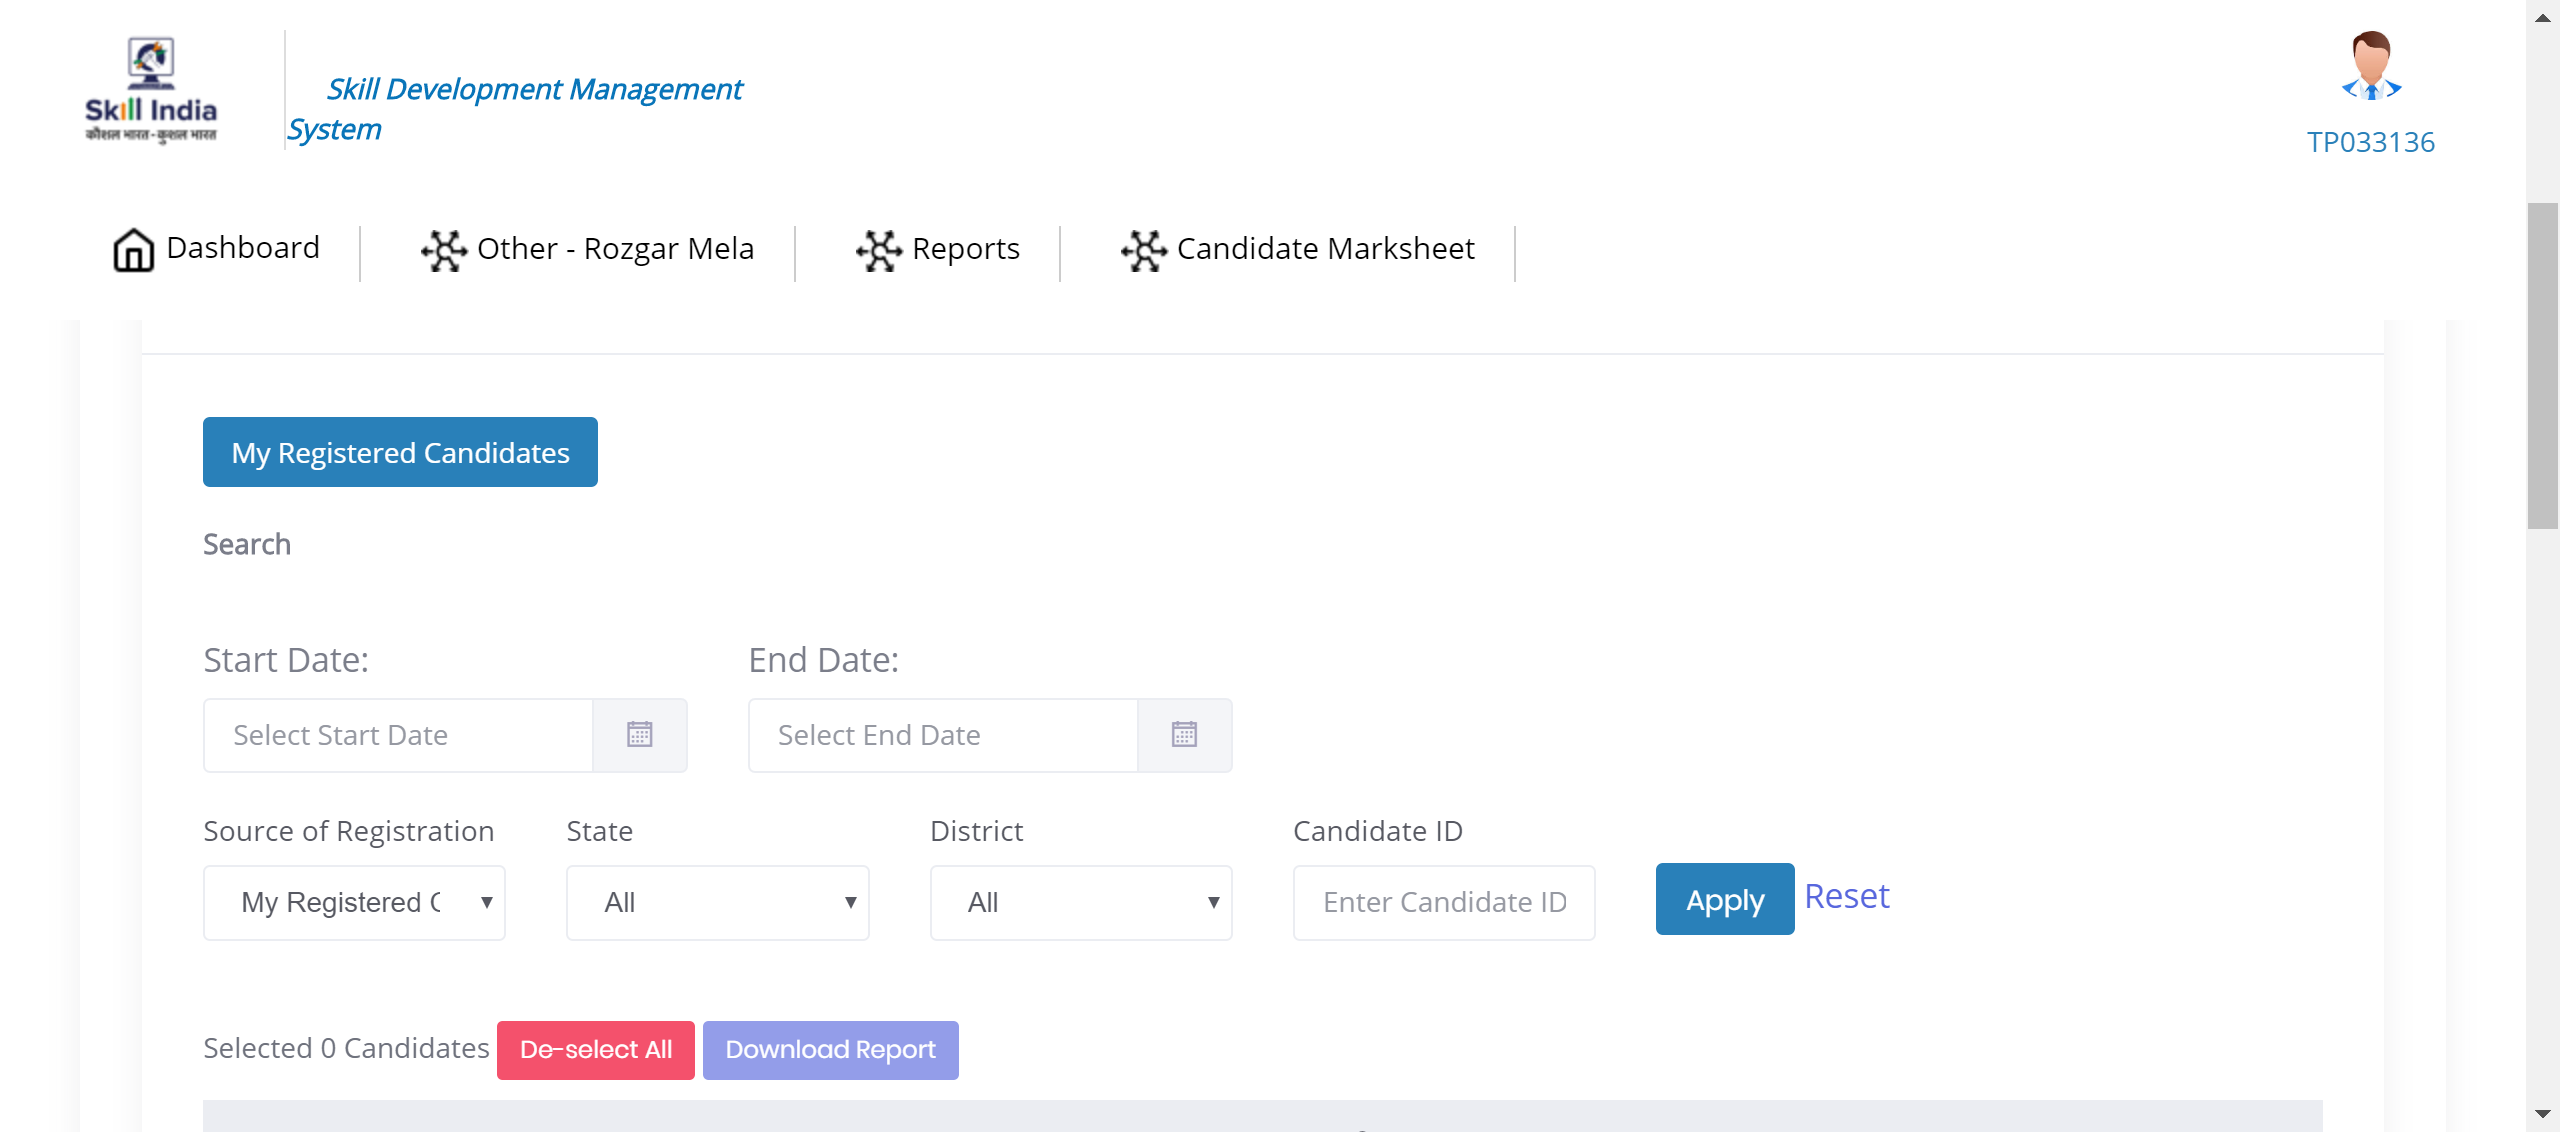 Skill India
कौशल भारत-कुशल भारत
Skill Development Management
System
TP033136
Dashboard
Other - Rozgar Mela
Reports
Candidate Marksheet
My Registered Candidates
Search
Start Date:
End Date:
Select Start Date
Select End Date
Source of Registration
State
District
Candidate ID
My Registered C
All
All
Enter Candidate ID
Apply
Reset
Selected 0 Candidates
De-select All
Download Report